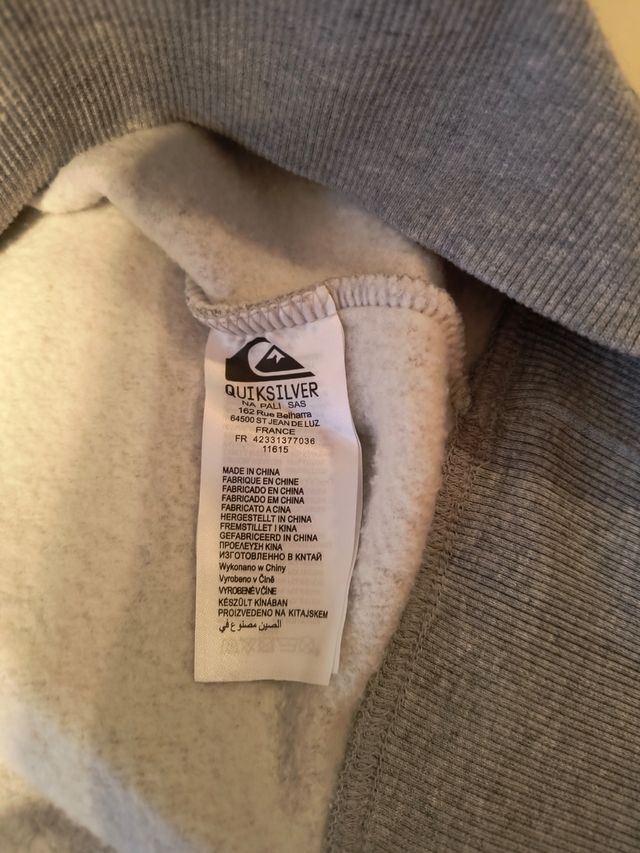 QUIKSILVER
NA PALI SAS
162 Rue Belharra
64500 ST JEAN DE LUZ
FRANCE
FR 42331377036
11615
MADE IN CHINA
FABRIQUE EN CHINE
FABRICADO EN CHINA
FABRICADO EM CHINA
FABRICATO A CINA
HERGESTELLT IN CHINA
FREMSTILLET I KINA
GEFABRICEERD IN CHINA
ΠΡΟΕΛΕΥΣΗ ΚΙΝΑ
ИЗГОТОВЛЕННО В КNТАЙ
Wykonano w Chiny
Vyrobeno v Číně
VYROBENÉ V ČÍNE
KÉSZÜLT KÍNÁBAN
PROIZVEDENO NA KITAJSKEM
الصين مصنوع في